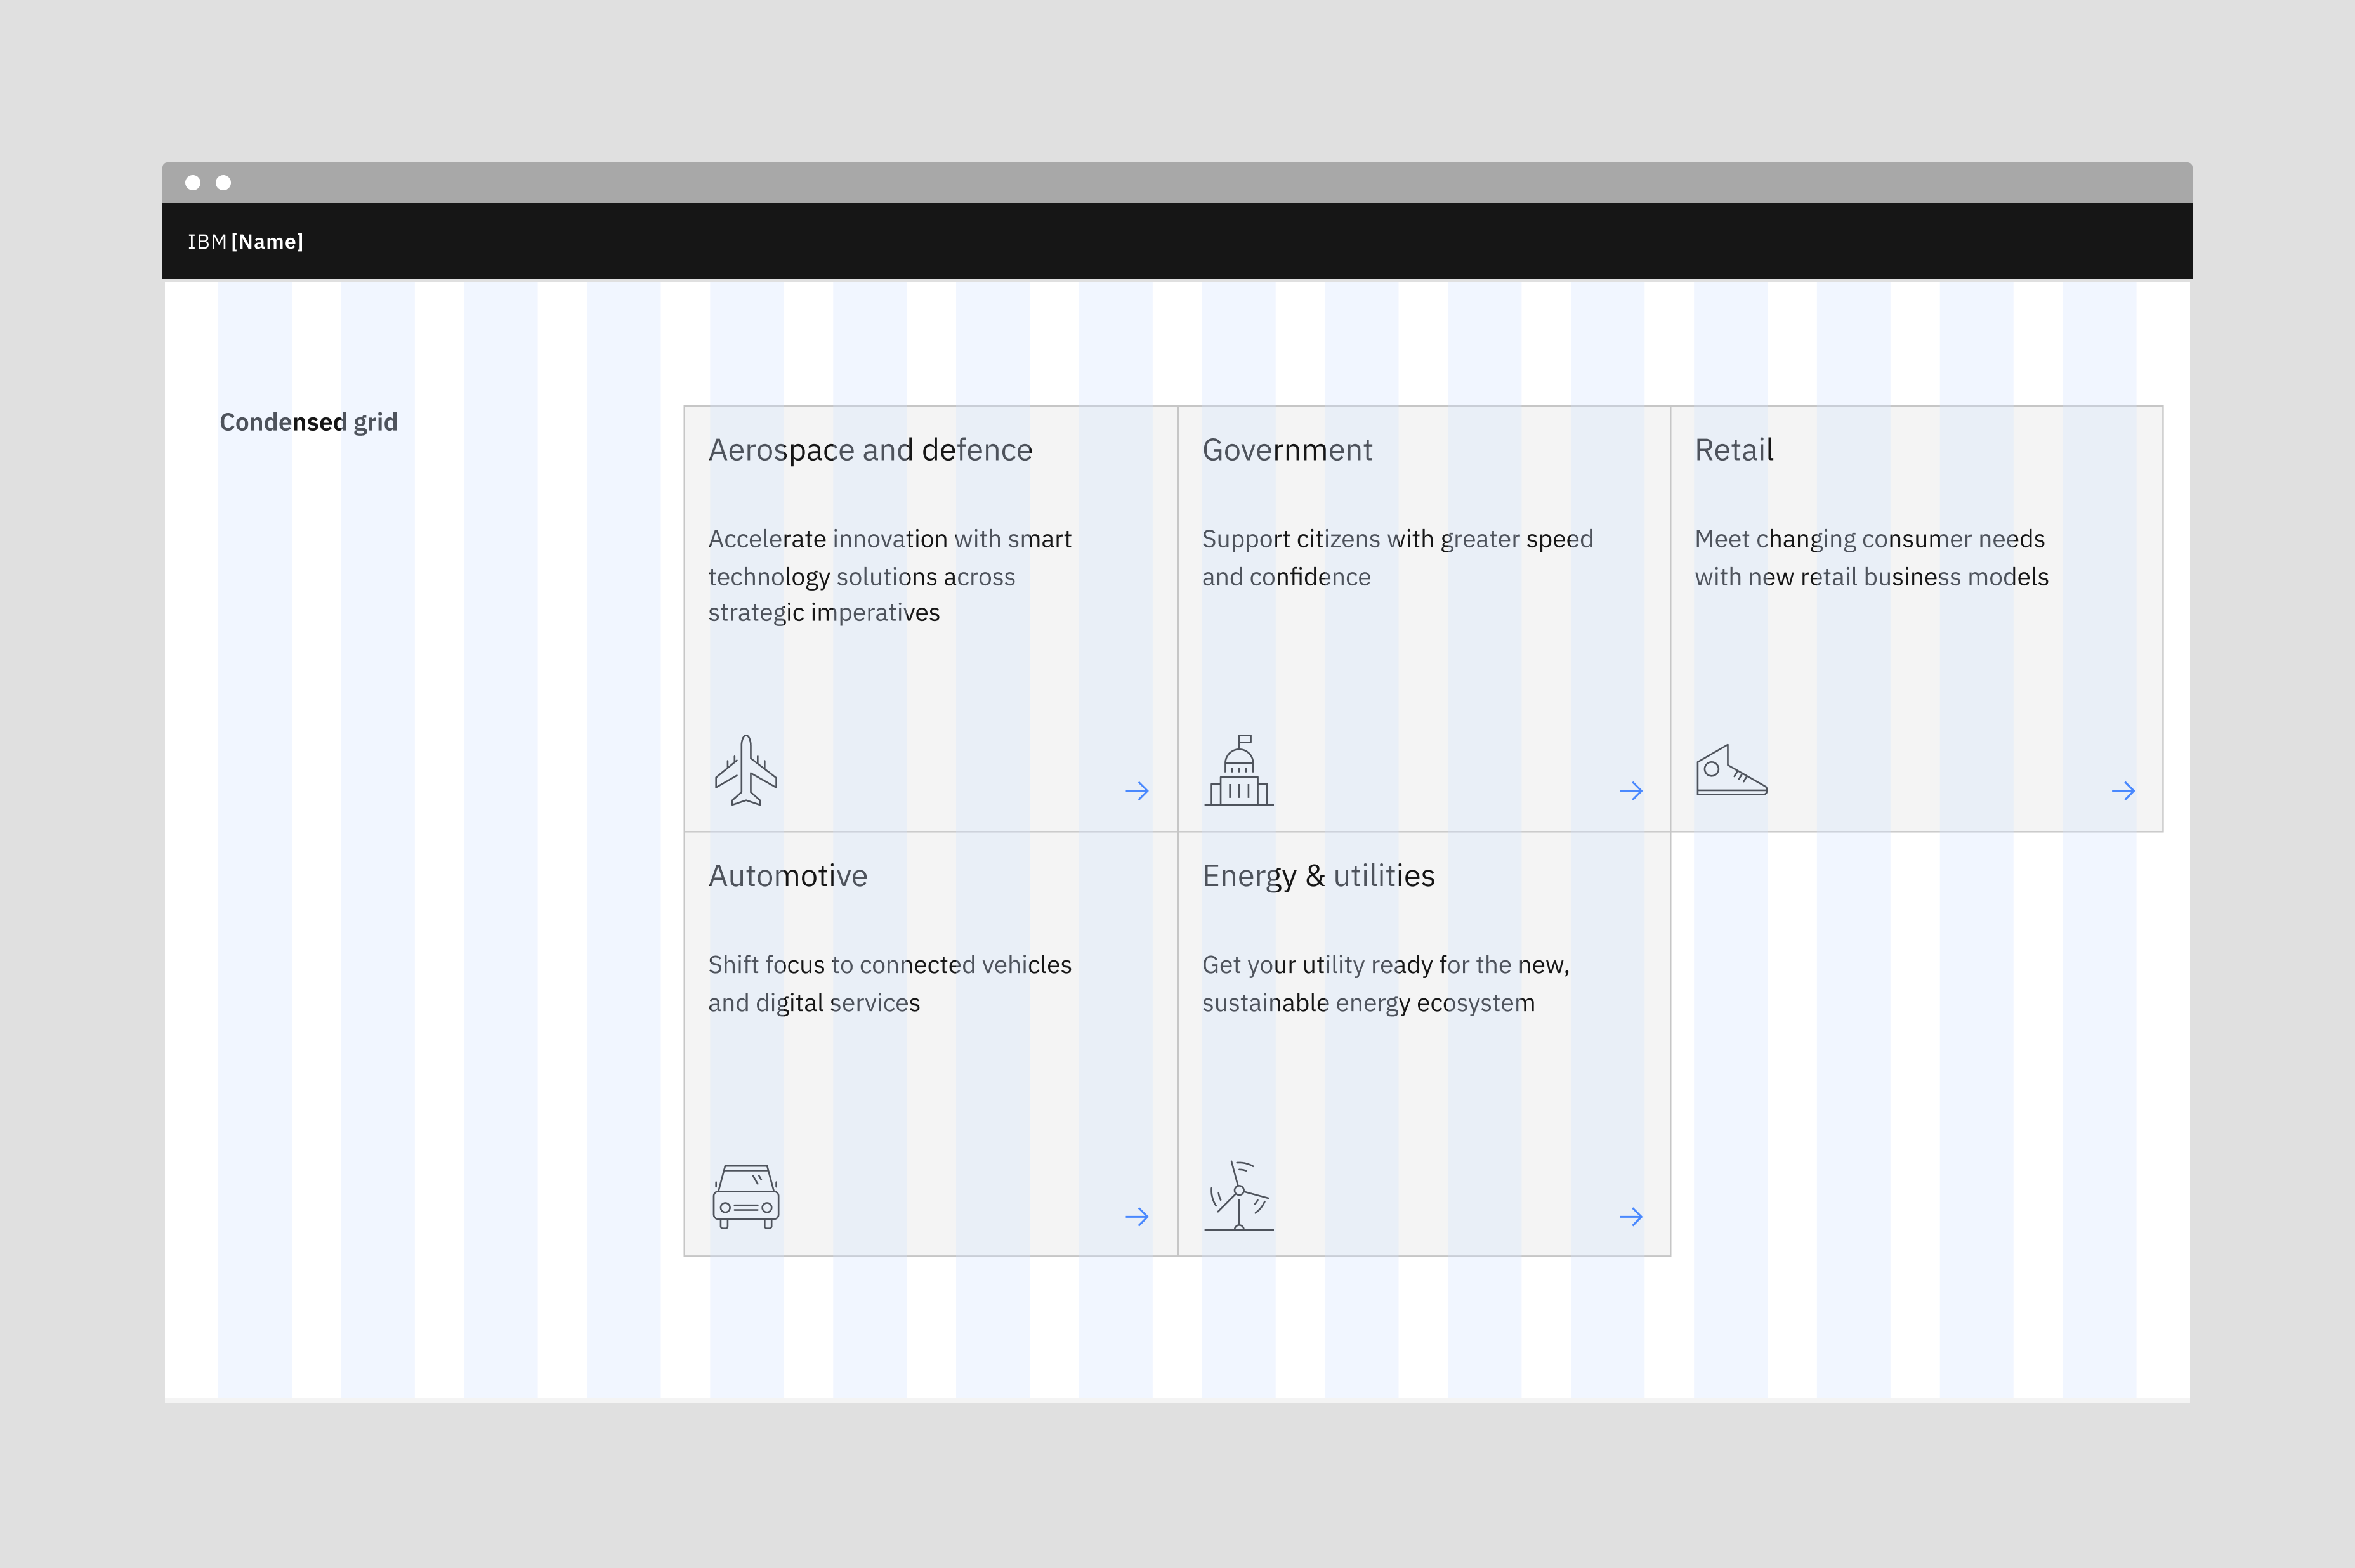 IBM [Name]
Condensed grid
Aerospace and defence
Accelerate innovation with smart
technology solutions across
strategic imperatives
Government
Support citizens with greater speed
and confidence
Retail
Meet changing consumer needs
with new retail business models
Automotive
Shift focus to connected vehicles
and digital services
Energy & utilities
Get your utility ready for the new,
sustainable energy ecosystem